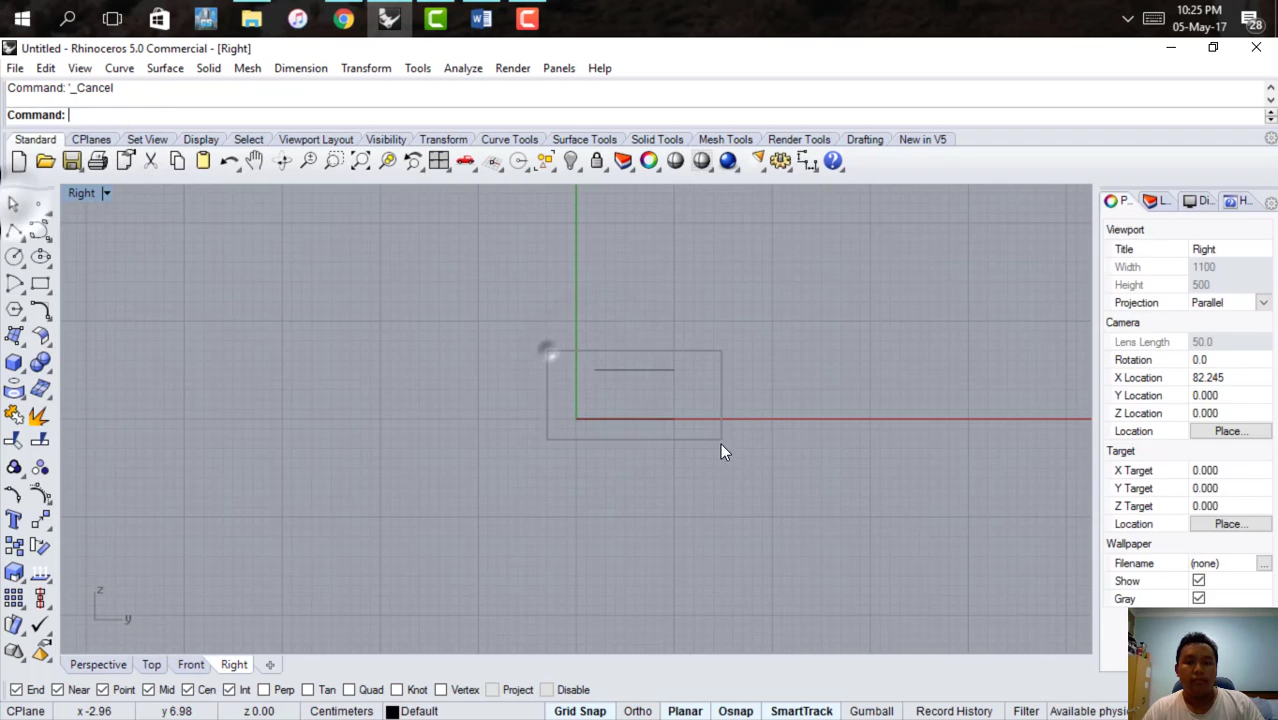 10:25 PM
05-May-17
28
Untitled - Rhinoceros 5.0 Commercial - [Right]
File Edit View Curve Surface Solid Mesh Dimension Transform Tools Analyze Render Panels Help
Command: '_Cancel
Command:
Standard CPlanes Set View Display Select Viewport Layout Visibility Transform Curve Tools Surface Tools Solid Tools Mesh Tools Render Tools Drafting New in V5
Right
P... L... Di... H...
Viewport
Title Right
Width 1100
Height 500
Projection Parallel
Camera
Lens Length 50.0
Rotation 0.0
X Location 82.245
Y Location 0.000
Z Location 0.000
Location Place...
Target
X Target 0.000
Y Target 0.000
Z Target 0.000
Location Place...
Wallpaper
Filename (none) ...
Show
Gray
z
y
Perspective Top Front Right
End Near Point Mid Cen Int Perp Tan Quad Knot Vertex Project Disable
CPlane x -2.96 y 6.98 z 0.00 Centimeters Default Grid Snap Ortho Planar Osnap SmartTrack Gumball Record History Filter Available physi